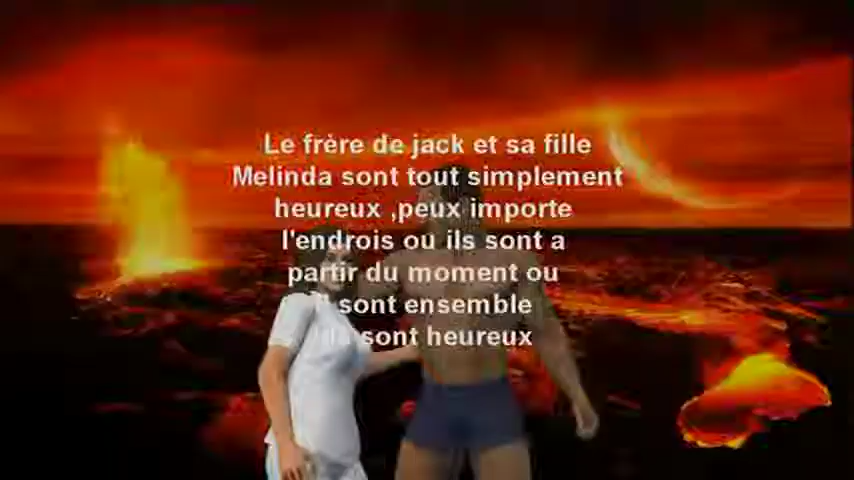 Le frère de jack et sa fille
Melinda sont tout simplement
heureux ,peux importe
l'endrois ou ils sont a
partir du moment ou
sont ensemble
sont heureux